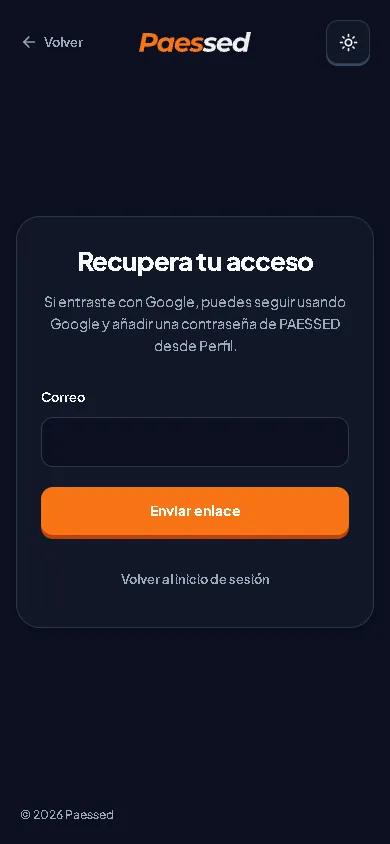 Volver
Paessed
Recupera tu acceso
Si entraste con Google, puedes seguir usando
Google y añadir una contraseña de PAESSED
desde Perfil.
Correo
Enviar enlace
Volver al inicio de sesión
© 2026 Paessed